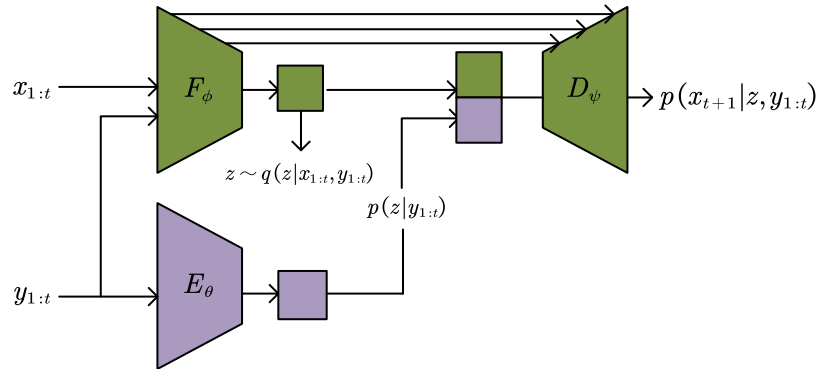 x_{1:t}
F_ϕ
D_ψ
p(x_{t+1}|z, y_{1:t})
z ∼ q(z|x_{1:t}, y_{1:t})
p(z|y_{1:t})
y_{1:t}
E_θ